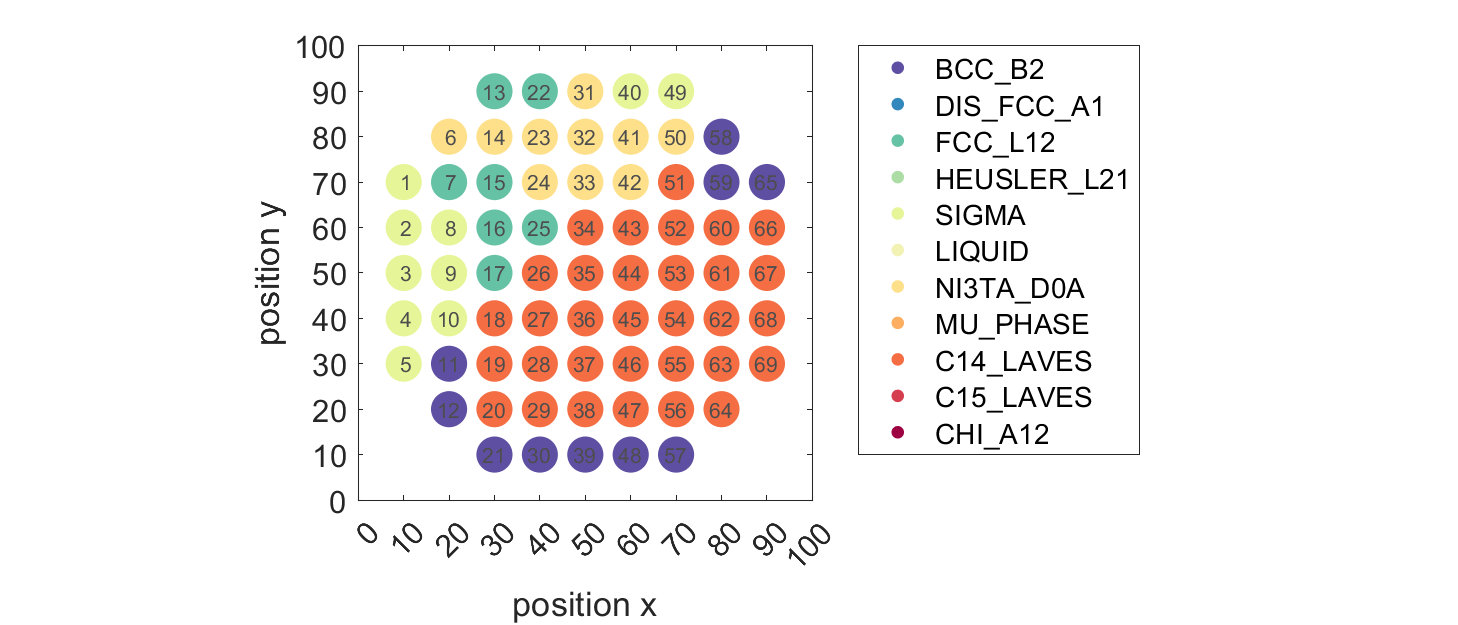 100
90
80
70
60
50
40
30
20
10
0
position y
13 22 31 40 49
6 14 23 32 41 50 58
1 7 15 24 33 42 51 59 65
2 8 16 25 34 43 52 60 66
3 9 17 26 35 44 53 61 67
4 10 18 27 36 45 54 62 68
5 11 19 28 37 46 55 63 69
12 20 29 38 47 56 64
21 30 39 48 57
0 10 20 30 40 50 60 70 80 90 100
position x
BCC_B2
DIS_FCC_A1
FCC_L12
HEUSLER_L21
SIGMA
LIQUID
NI3TA_D0A
MU_PHASE
C14_LAVES
C15_LAVES
CHI_A12